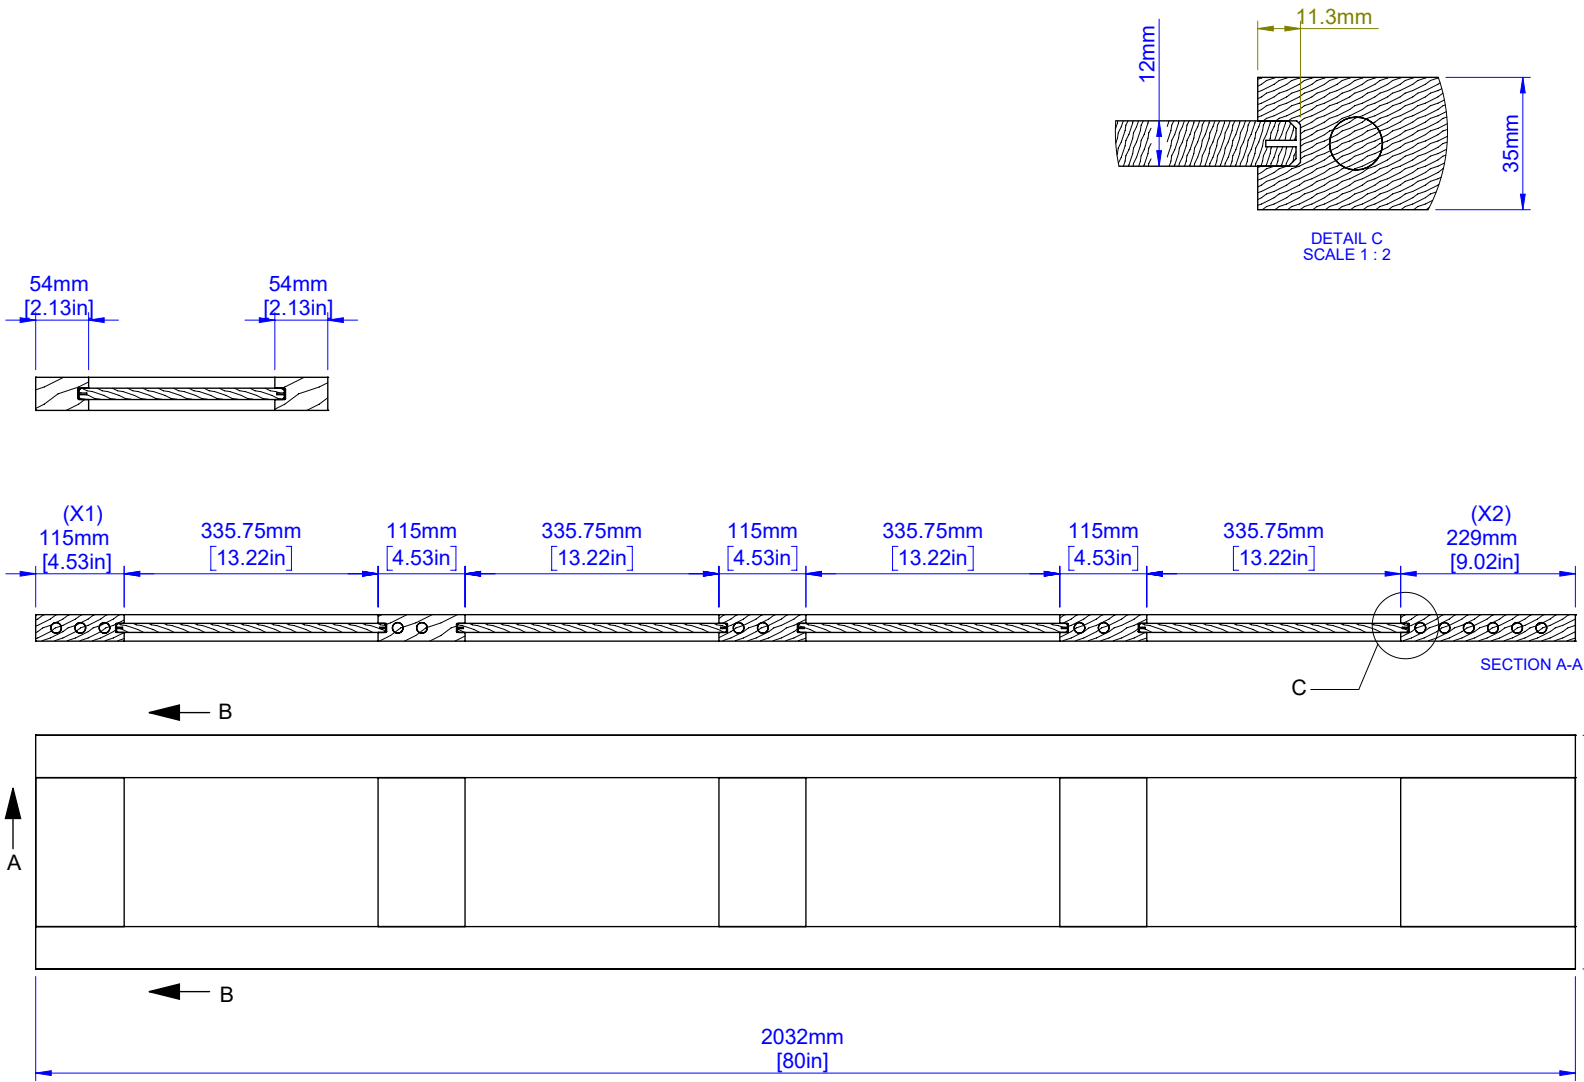 11.3mm
12mm
35mm
DETAIL C
SCALE 1 : 2
54mm
[2.13in]
54mm
[2.13in]
(X1)
115mm
[4.53in]
335.75mm
[13.22in]
115mm
[4.53in]
335.75mm
[13.22in]
115mm
[4.53in]
335.75mm
[13.22in]
115mm
[4.53in]
335.75mm
[13.22in]
(X2)
229mm
[9.02in]
SECTION A-A
C
B
A
B
2032mm
[80in]